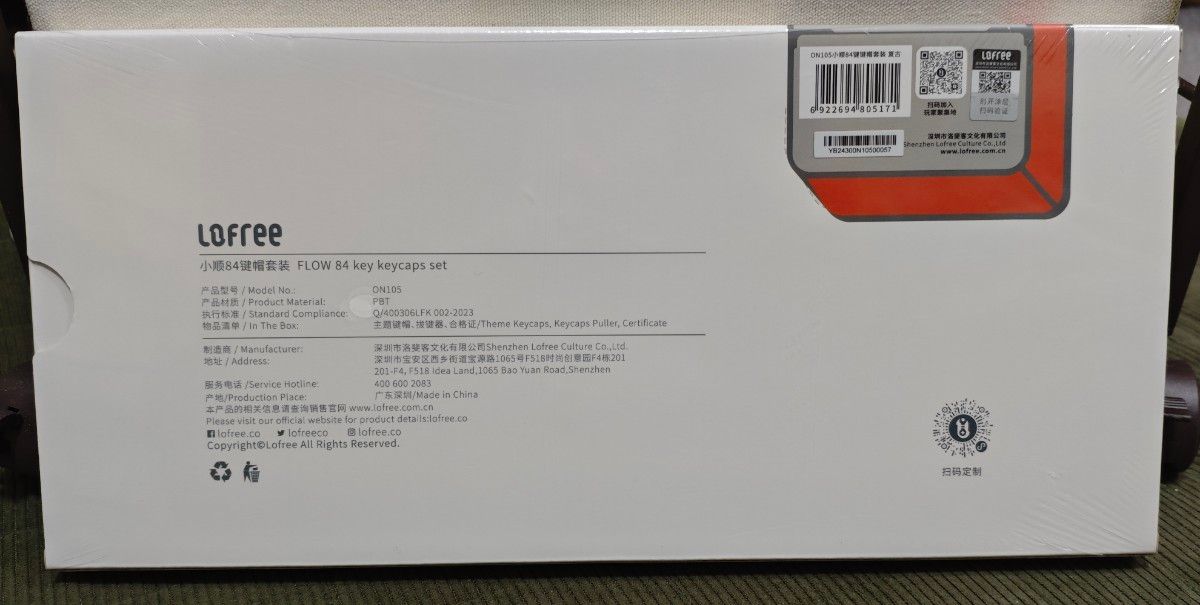 ON105小顺84键键帽套装 复古
6 922694 805171
扫码加入
玩家聚集地
LOFREE
刮开涂层
扫码验证
YB24300N10500057
深圳市洛斐客文化有限公司
Shenzhen Lofree Culture Co.,Ltd
www.lofree.com.cn
LOFREE
小顺84键帽套装 FLOW 84 key keycaps set
产品型号 / Model No.: ON105
产品材质 / Product Material: PBT
执行标准 / Standard Compliance: Q/400306LFK 002-2023
物品清单 / In The Box: 主题键帽、拔键器、合格证/Theme Keycaps, Keycaps Puller, Certificate
制造商 / Manufacturer: 深圳市洛斐客文化有限公司Shenzhen Lofree Culture Co.,Ltd.
地址 / Address: 深圳市宝安区西乡街道宝源路1065号F518时尚创意园F4栋201
201-F4, F518 Idea Land,1065 Bao Yuan Road,Shenzhen
服务电话 /Service Hotline: 400 600 2083
产地/Production Place: 广东深圳/Made in China
本产品的相关信息请查询销售官网 www.lofree.com.cn
Please visit our official website for product details:lofree.co
lofree.co lofreeco lofree.co
Copyright©Lofree All Rights Reserved.
扫码定制